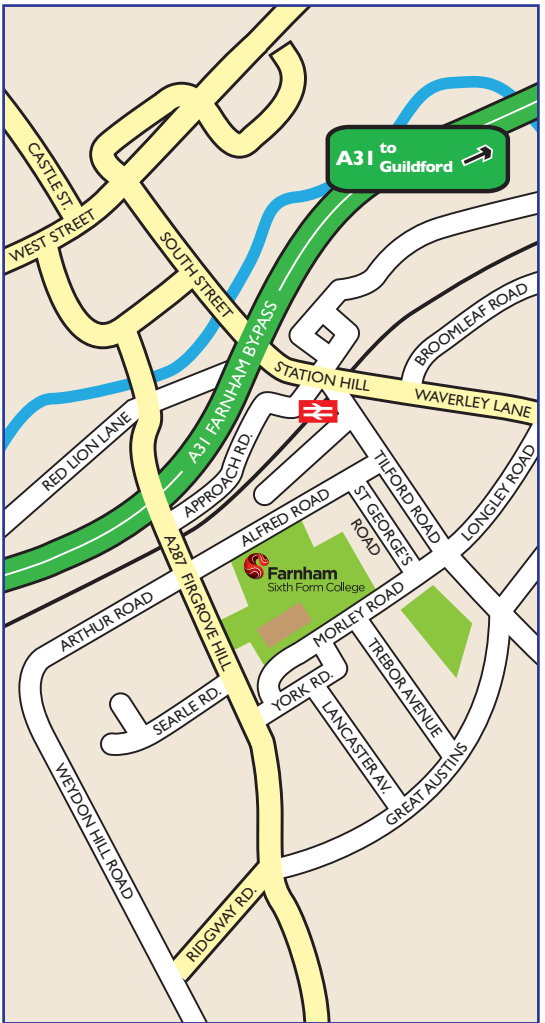 CASTLE ST.
WEST STREET
SOUTH STREET
A31 to
Guildford
A31 FARNHAM BY-PASS
STATION HILL
BROOMLEAF ROAD
WAVERLEY LANE
RED LION LANE
APPROACH RD.
TILFORD ROAD
LONGLEY ROAD
ALFRED ROAD
ST GEORGE'S
ROAD
A287 FIRGROVE HILL
Farnham
Sixth Form College
ARTHUR ROAD
MORLEY ROAD
TREBOR AVENUE
YORK RD.
SEARLE RD.
LANCASTER AV.
GREAT AUSTINS
WEYDON HILL ROAD
RIDGWAY RD.